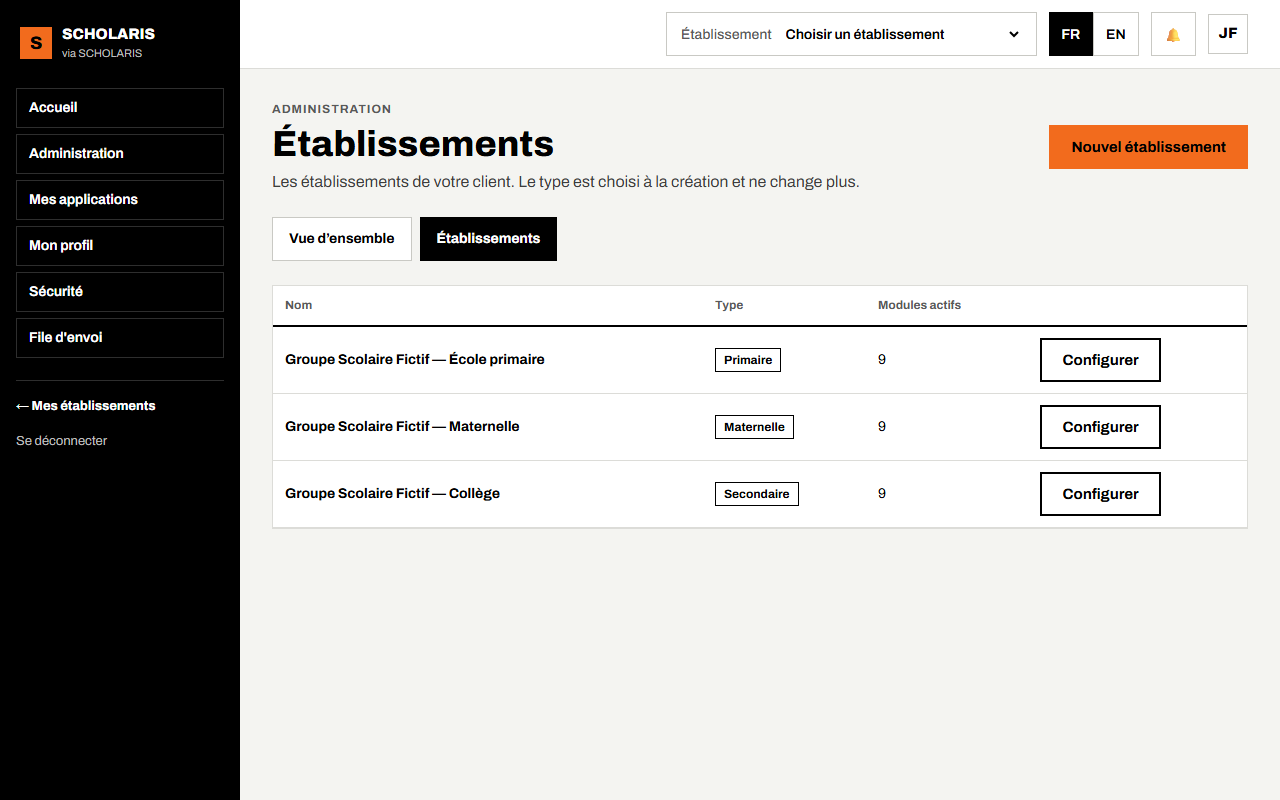 S
SCHOLARIS
via SCHOLARIS
Accueil
Administration
Mes applications
Mon profil
Sécurité
File d'envoi
← Mes établissements
Se déconnecter
Établissement Choisir un établissement
FR EN
JF
ADMINISTRATION
Établissements
Les établissements de votre client. Le type est choisi à la création et ne change plus.
Nouvel établissement
Vue d’ensemble Établissements
Nom Type Modules actifs
Groupe Scolaire Fictif — École primaire Primaire 9 Configurer
Groupe Scolaire Fictif — Maternelle Maternelle 9 Configurer
Groupe Scolaire Fictif — Collège Secondaire 9 Configurer